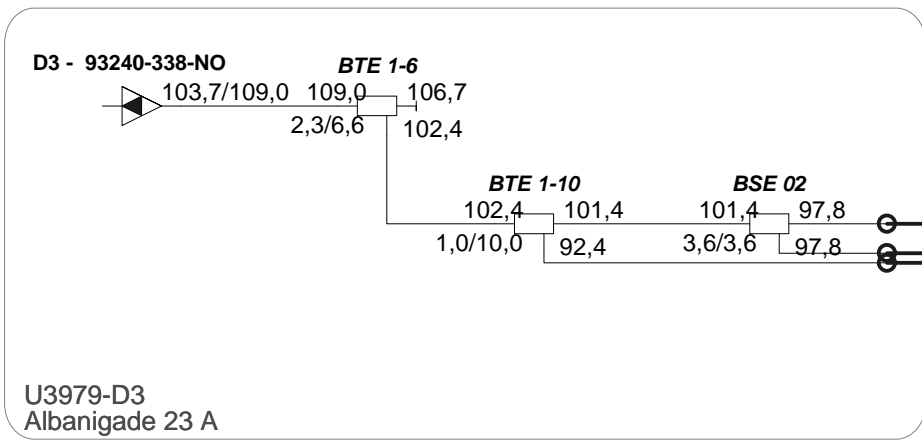 D3 - 93240-338-NO
BTE 1-6
103,7/109,0 109,0 106,7
2,3/6,6 102,4
BTE 1-10 BSE 02
102,4 101,4 101,4 97,8
1,0/10,0 92,4 3,6/3,6 97,8
U3979-D3
Albanigade 23 A